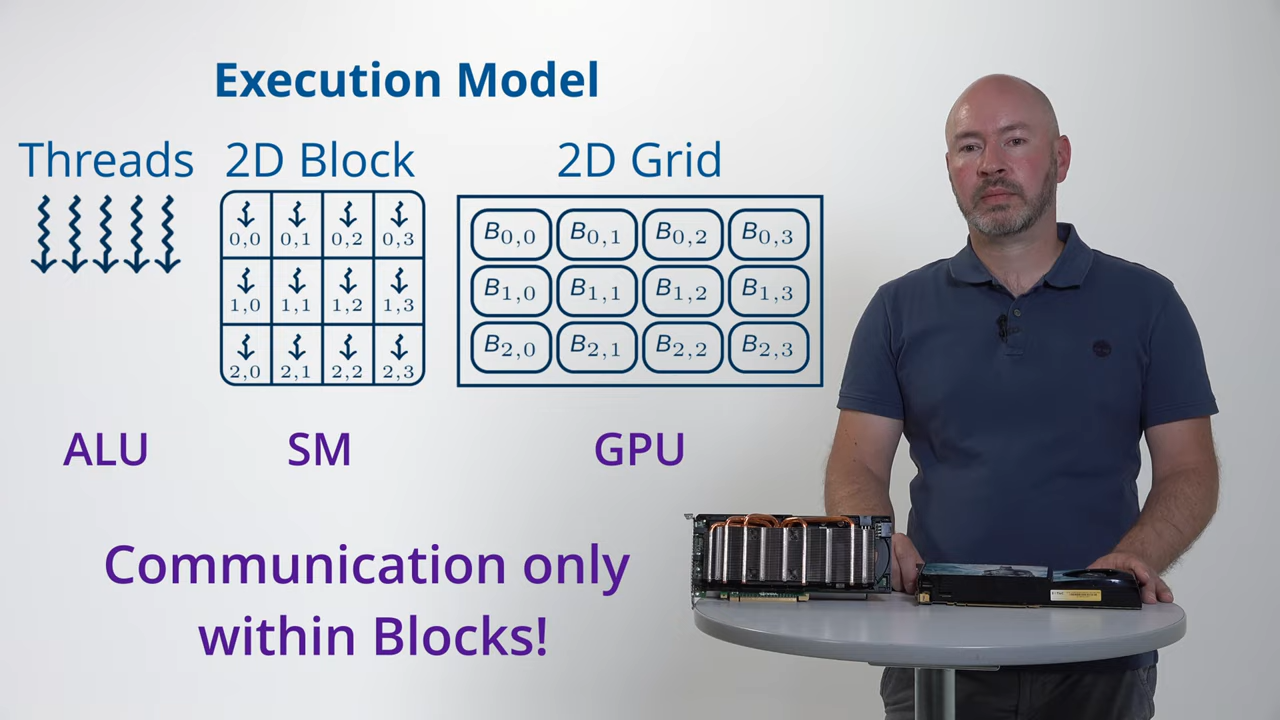 Execution Model
Threads 2D Block 2D Grid
0,0 0,1 0,2 0,3
1,0 1,1 1,2 1,3
2,0 2,1 2,2 2,3
B0,0 B0,1 B0,2 B0,3
B1,0 B1,1 B1,2 B1,3
B2,0 B2,1 B2,2 B2,3
ALU SM GPU
Communication only
within Blocks!